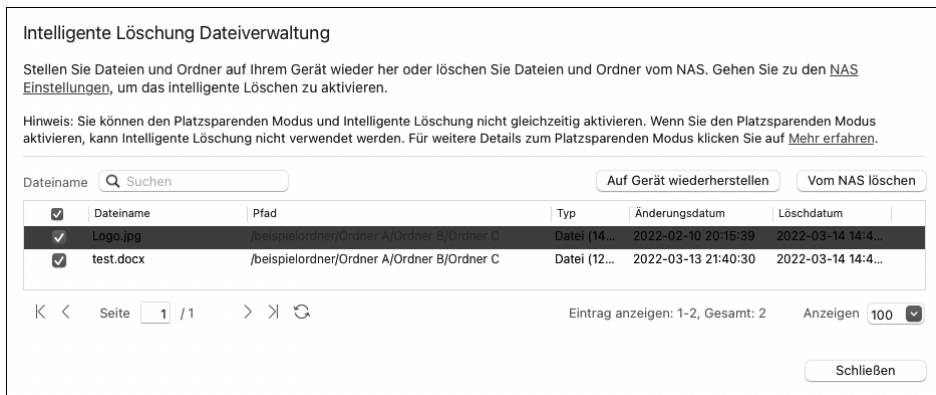 Intelligente Löschung Dateiverwaltung
Stellen Sie Dateien und Ordner auf Ihrem Gerät wieder her oder löschen Sie Dateien und Ordner vom NAS. Gehen Sie zu den NAS
Einstellungen, um das intelligente Löschen zu aktivieren.
Hinweis: Sie können den Platzsparenden Modus und Intelligente Löschung nicht gleichzeitig aktivieren. Wenn Sie den Platzsparenden Modus
aktivieren, kann Intelligente Löschung nicht verwendet werden. Für weitere Details zum Platzsparenden Modus klicken Sie auf Mehr erfahren.
Dateiname Suchen Auf Gerät wiederherstellen Vom NAS löschen
Dateiname Pfad Typ Änderungsdatum Löschdatum
Logo.jpg /beispielordner/Ordner A/Ordner B/Ordner C Datei (14... 2022-02-10 20:15:39 2022-03-14 14:4...
test.docx /beispielordner/Ordner A/Ordner B/Ordner C Datei (12... 2022-03-13 21:40:30 2022-03-14 14:4...
Seite 1 / 1 Eintrag anzeigen: 1-2, Gesamt: 2 Anzeigen 100
Schließen